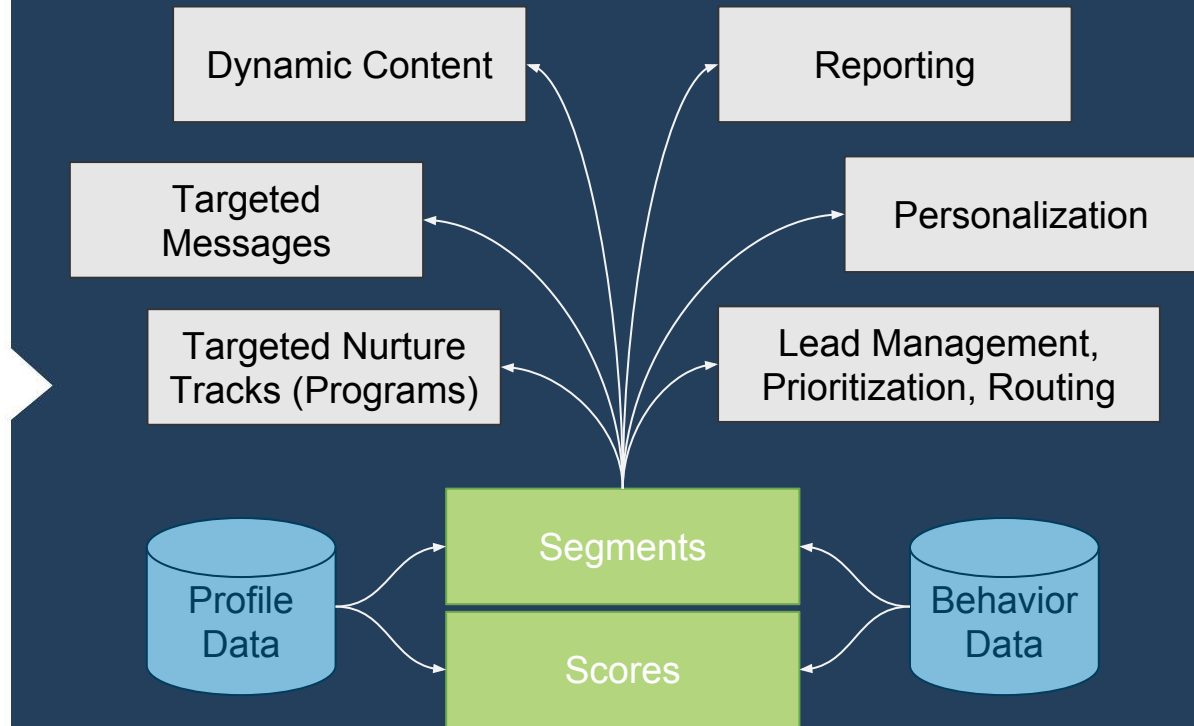 Dynamic Content
Reporting
Targeted
Messages
Personalization
Targeted Nurture
Tracks (Programs)
Lead Management,
Prioritization, Routing
Segments
Profile
Data
Behavior
Data
Scores